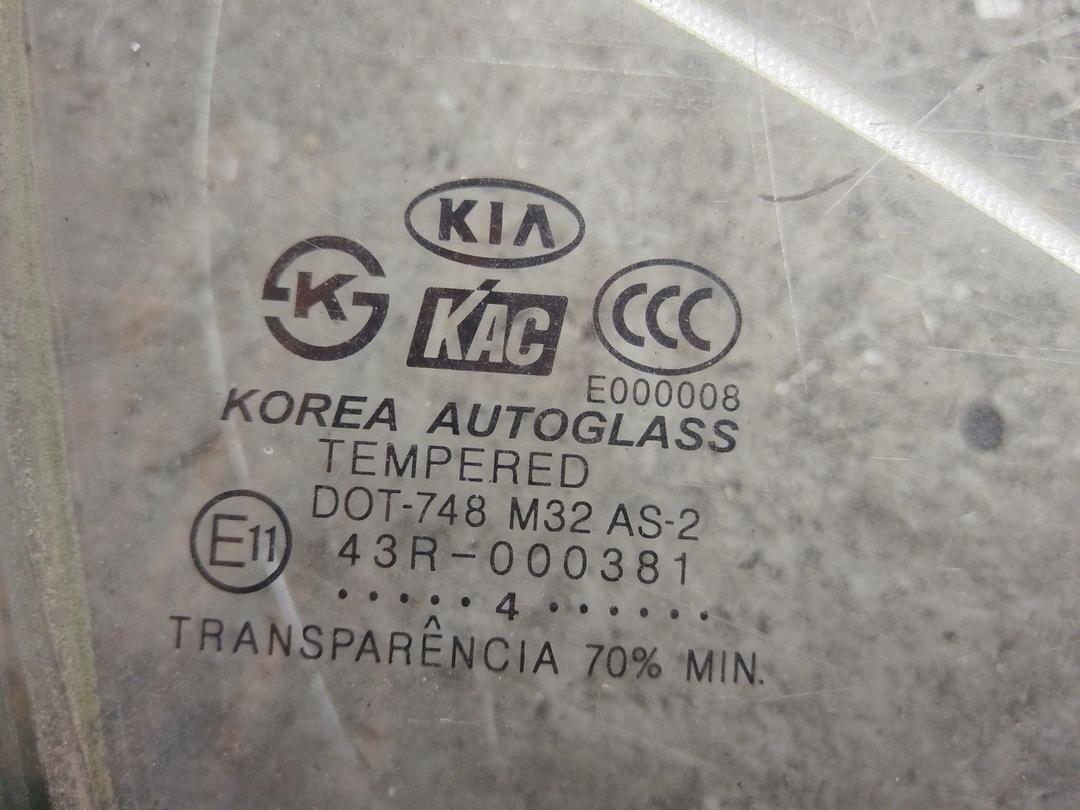 KIA
K
KAC
CCC
E000008
KOREA AUTOGLASS
TEMPERED
DOT-748 M32 AS-2
E11
43R-000381
.....4......
TRANSPARÊNCIA 70% MIN.